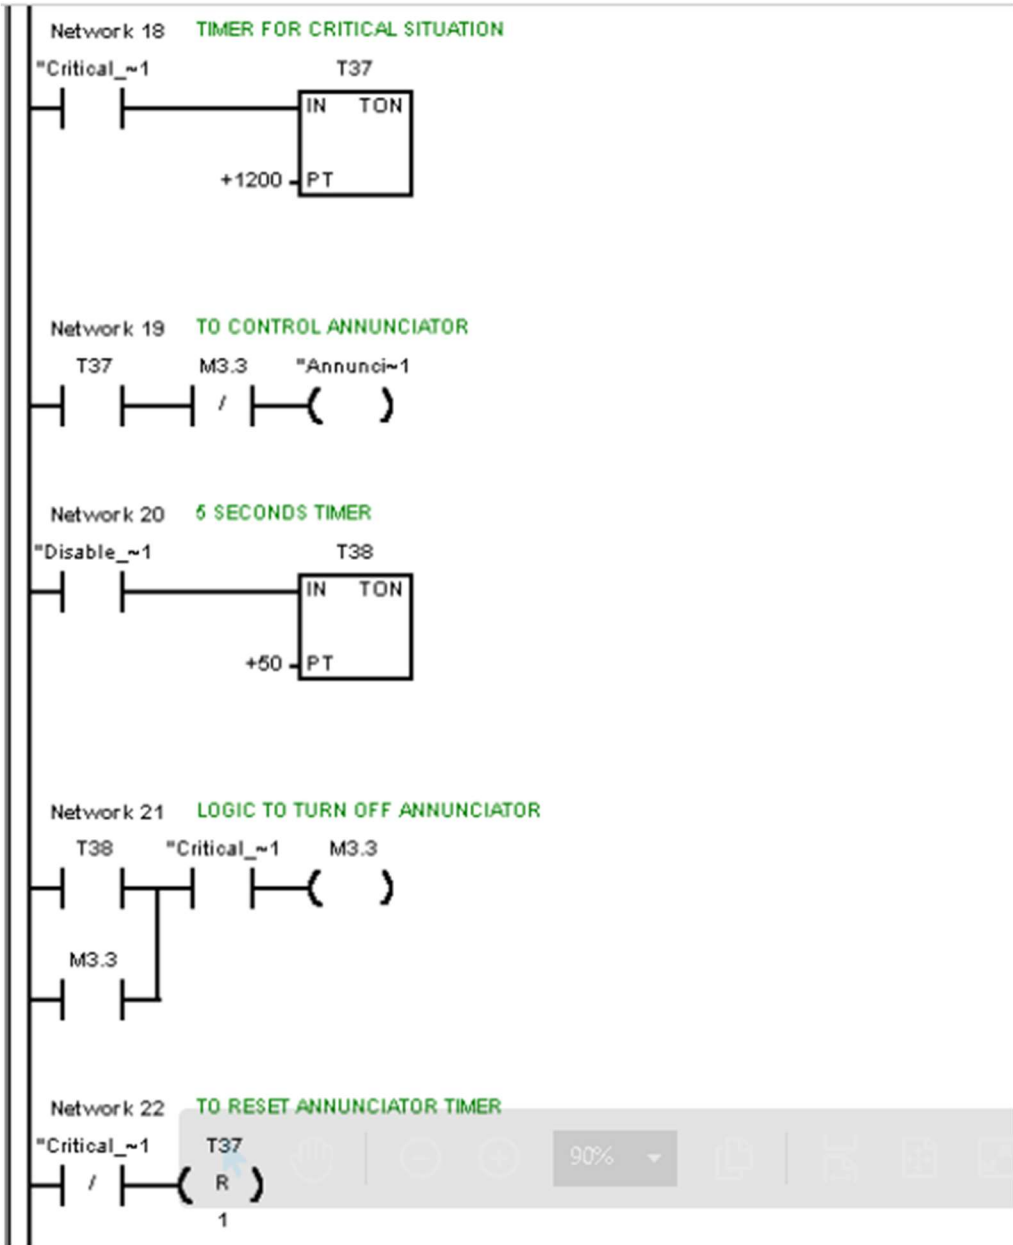 Network 18 TIMER FOR CRITICAL SITUATION
"Critical_~1 T37
IN TON
+1200 PT
Network 19 TO CONTROL ANNUNCIATOR
T37 M3.3 "Annunci~1
/
Network 20 5 SECONDS TIMER
"Disable_~1 T38
IN TON
+50 PT
Network 21 LOGIC TO TURN OFF ANNUNCIATOR
T38 "Critical_~1 M3.3
M3.3
Network 22 TO RESET ANNUNCIATOR TIMER
"Critical_~1 T37
90%
/ R
1